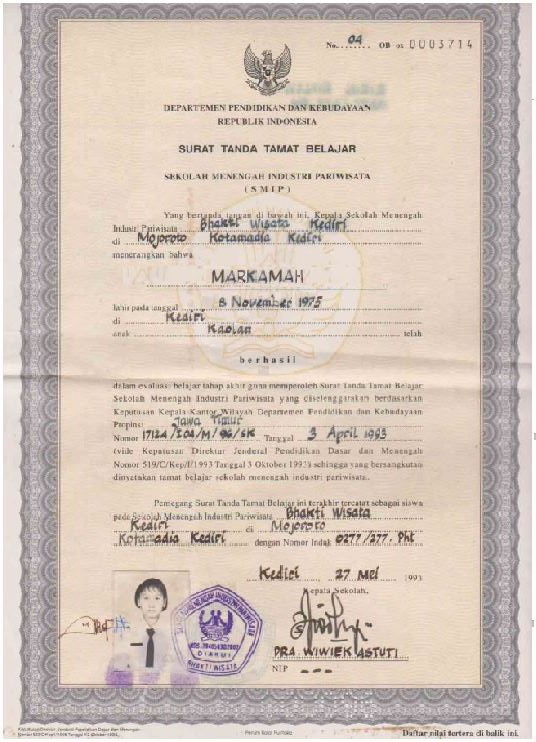 No. 04 OB oz 0003714
DEPARTEMEN PENDIDIKAN DAN KEBUDAYAAN
REPUBLIK INDONESIA
SURAT TANDA TAMAT BELAJAR
SEKOLAH MENENGAH INDUSTRI PARIWISATA
( S M I P )
Yang bertanda tangan di bawah ini, Kepala Sekolah Menengah
Industri Pariwisata Bhakti Wisata Kediri
di Mojoroto Kotamadia Kediri
menerangkan bahwa
MARKAMAH
lahir pada tanggal 8 November 1975
di Kediri
anak Kaolan telah
berhasil
dalam evaluasi belajar tahap akhir guna memperoleh Surat Tanda Tamat Belajar
Sekolah Menengah Industri Pariwisata yang diselenggarakan berdasarkan
Keputusan Kepala Kantor Wilayah Departemen Pendidikan dan Kebudayaan
Propinsi Jawa Timur
Nomor Tanggal 3 April 1993
(vide Keputusan Direktur Jenderal Pendidikan Dasar dan Menengah
Nomor 519/C/Kep/I/1993 Tanggal 3 Oktober 1993) sehingga yang bersangkutan
dinyatakan tamat belajar sekolah menengah industri pariwisata.
Pemegang Surat Tanda Tamat Belajar ini terakhir tercatat sebagai siswa
pada Sekolah Menengah Industri Pariwisata Bhakti Wisata
Kediri di Mojoroto
Kotamadia Kediri dengan Nomor Induk 0277/277. Pht
Kediri, 27 Mei 1993
Kepala Sekolah,
DRA. WIWIEK ASTUTI
NIP ---
BHAKTI WISATA
Daftar nilai tertera di balik ini.